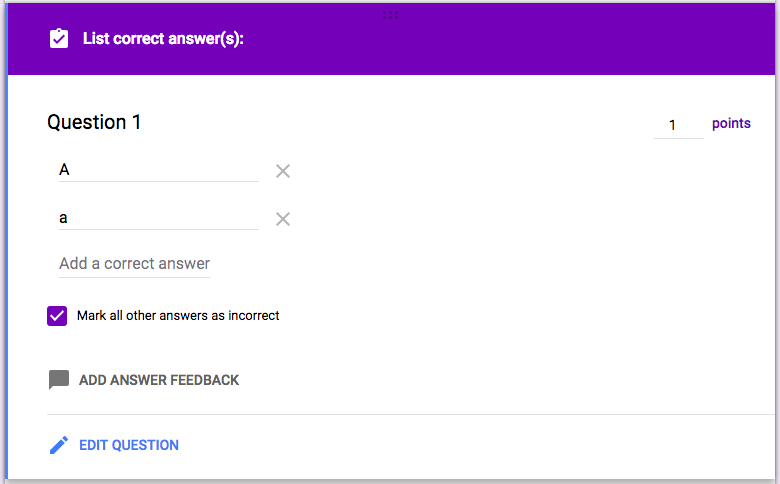 List correct answer(s):
Question 1
1 points
A
a
Add a correct answer
Mark all other answers as incorrect
ADD ANSWER FEEDBACK
EDIT QUESTION